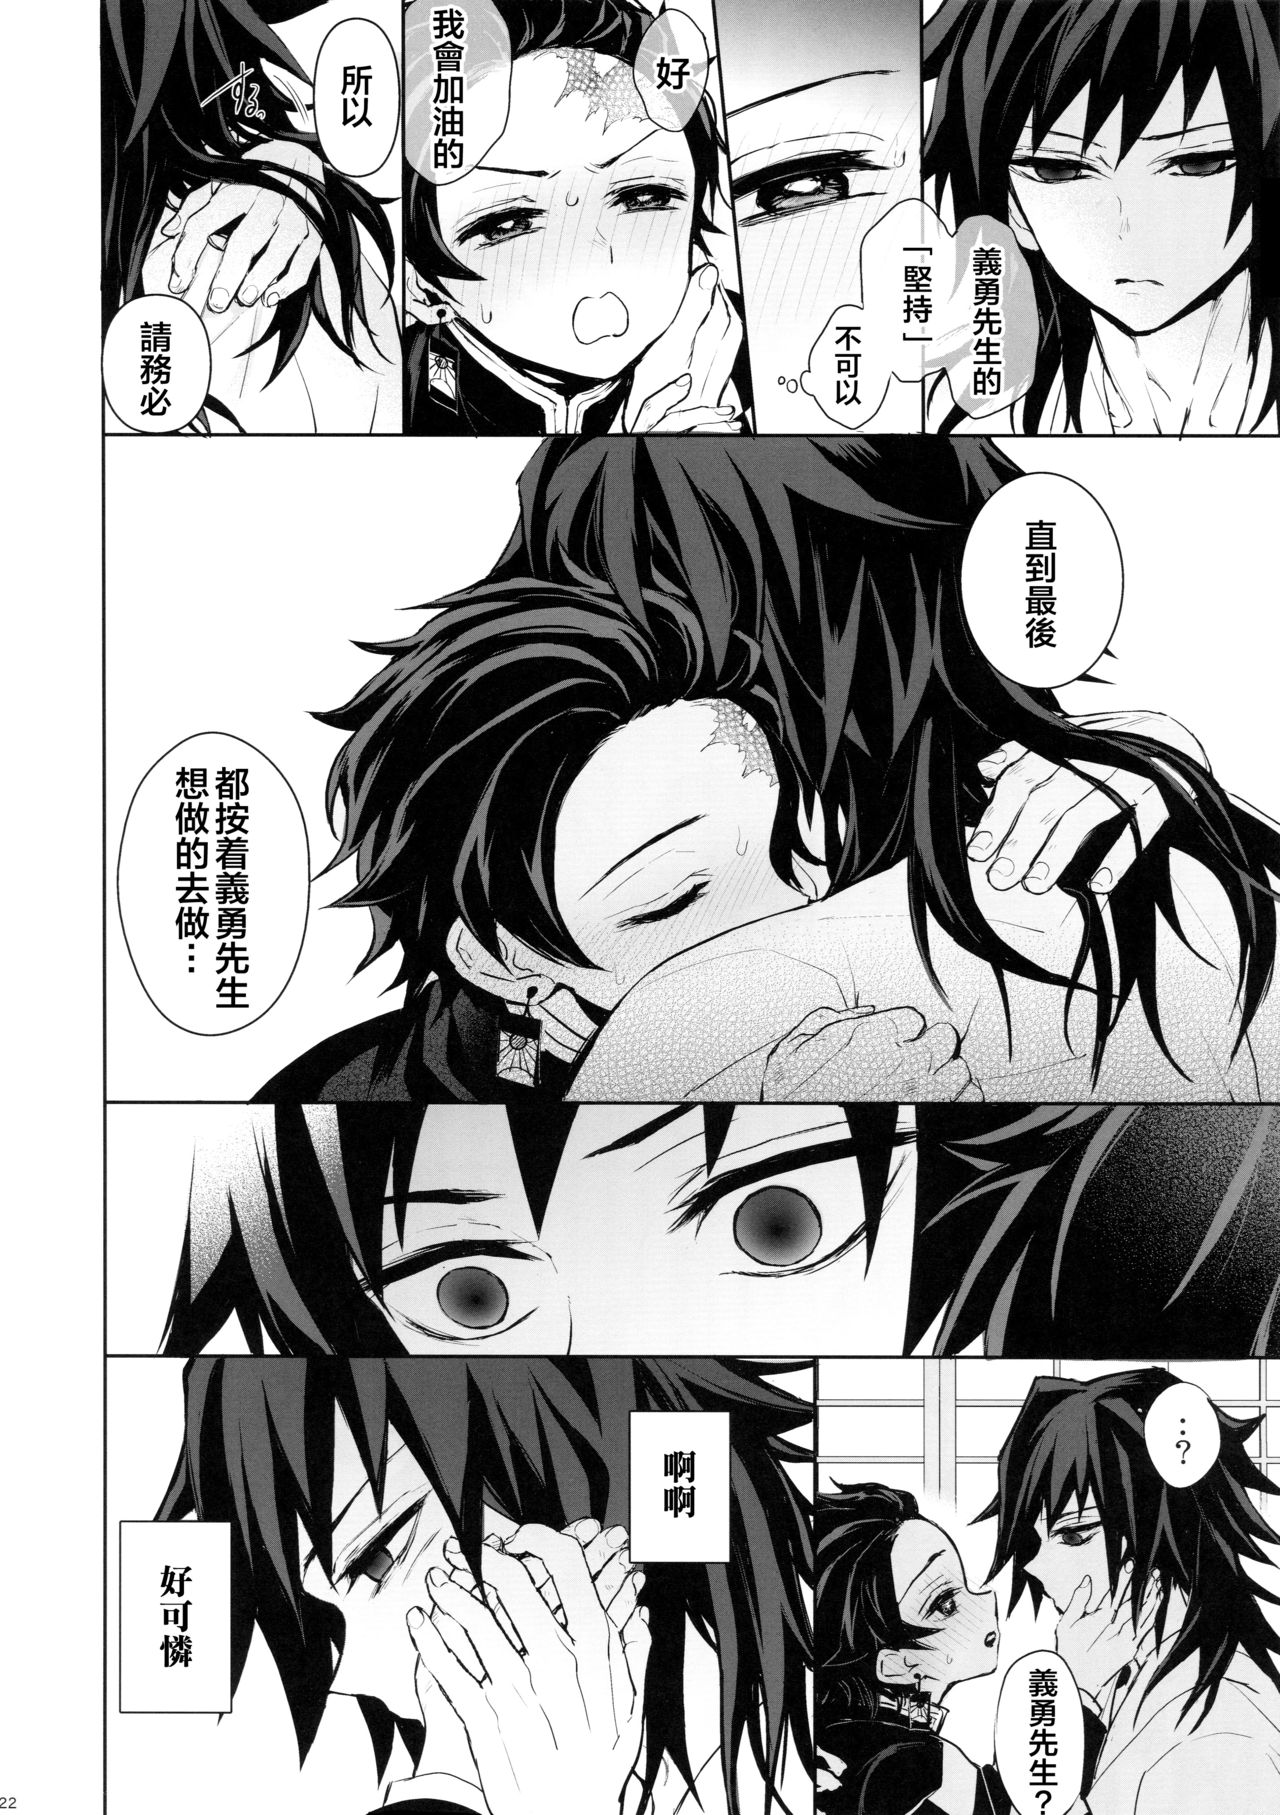 義勇先生的
「堅持」
不可以
好
我會加油的
所以
する。
請務必
直到最後
都按着義勇先生
想做的去做…
…?
義勇先生?
啊啊
好可憐
22